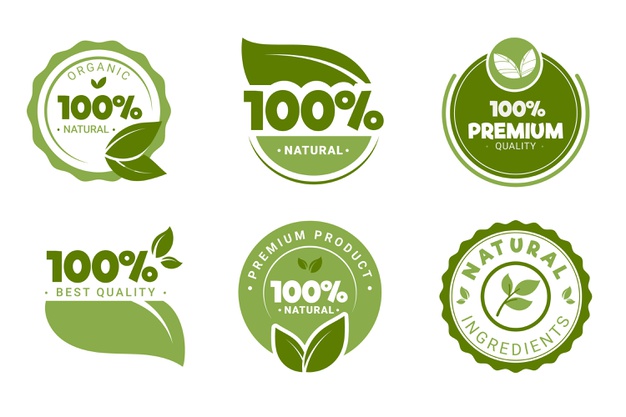 ORGANIC
100%
• NATURAL •
100%
• NATURAL •
100%
PREMIUM
• QUALITY •
100%
• BEST QUALITY •
• PREMIUM PRODUCT •
100%
• NATURAL •
NATURAL
INGREDIENTS